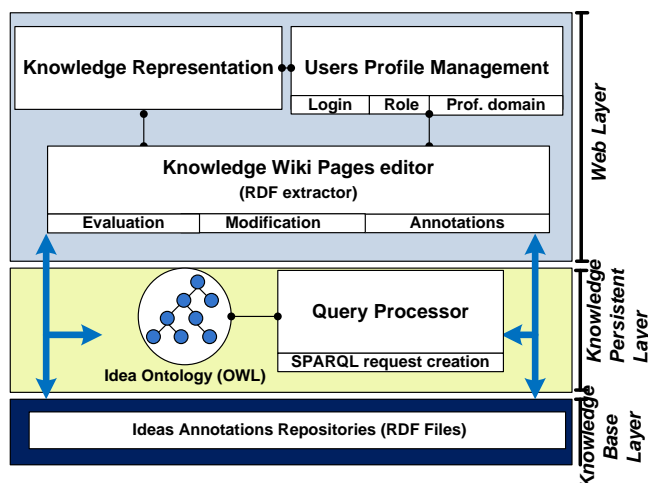 Knowledge Representation
Users Profile Management
Login
Role
Prof. domain
Knowledge Wiki Pages editor
(RDF extractor)
Evaluation
Modification
Annotations
Web Layer
Query Processor
SPARQL request creation
Idea Ontology (OWL)
Knowledge
Persistent
Layer
Ideas Annotations Repositories (RDF Files)
Knowledge
Base
Layer